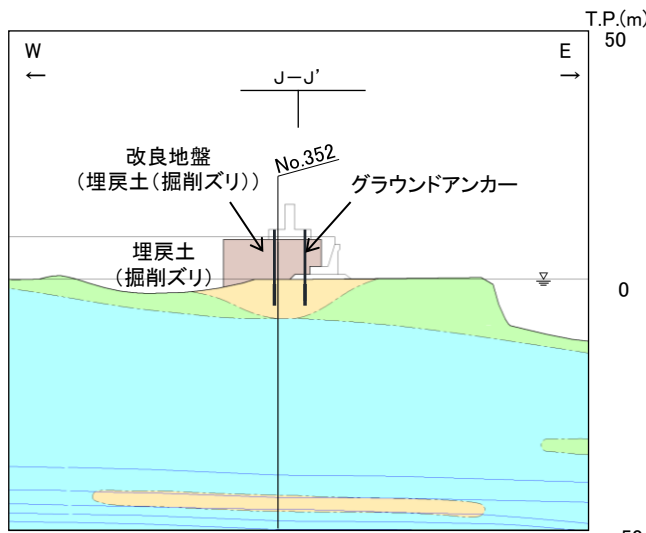 T.P.(m)
50
W
E
←
→
J－J’
改良地盤
（埋戻土（掘削ズリ））
No.352
グラウンドアンカー
埋戻土
（掘削ズリ）
0
-50